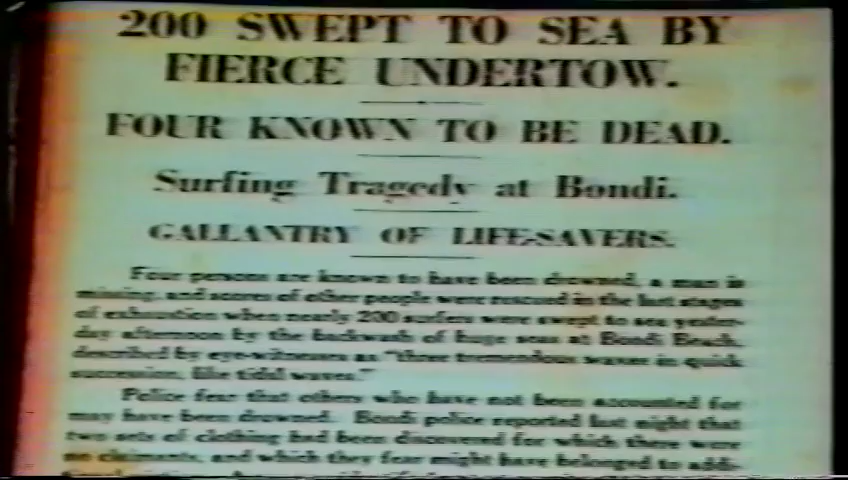 200 SWEPT TO SEA BY
FIERCE UNDERTOW.
FOUR KNOWN TO BE DEAD.
Surfing Tragedy at Bondi.
GALLANTRY OF LIFE-SAVERS.
Four persons are known to have been drowned, a man is
missing, and scores of other people were rescued in the last stages
of exhaustion when nearly 200 surfers were swept to sea yester-
day afternoon by the backwash of huge seas at Bondi Beach,
described by eye-witnesses as "three tremendous waves in quick
succession, like tidal waves."
Police fear that others who have not been accounted for
may have been drowned. Bondi police reported last night that
two sets of clothing had been discovered for which there were
no claimants, and which they fear might have belonged to addi-